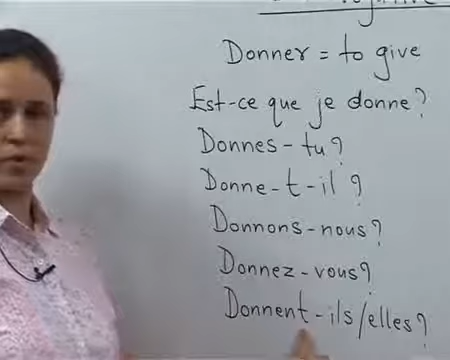 Donner = to give
Est-ce que je donne?
Donnes-tu?
Donne-t-il?
Donnons-nous?
Donnez-vous?
Donnent-ils/elles?